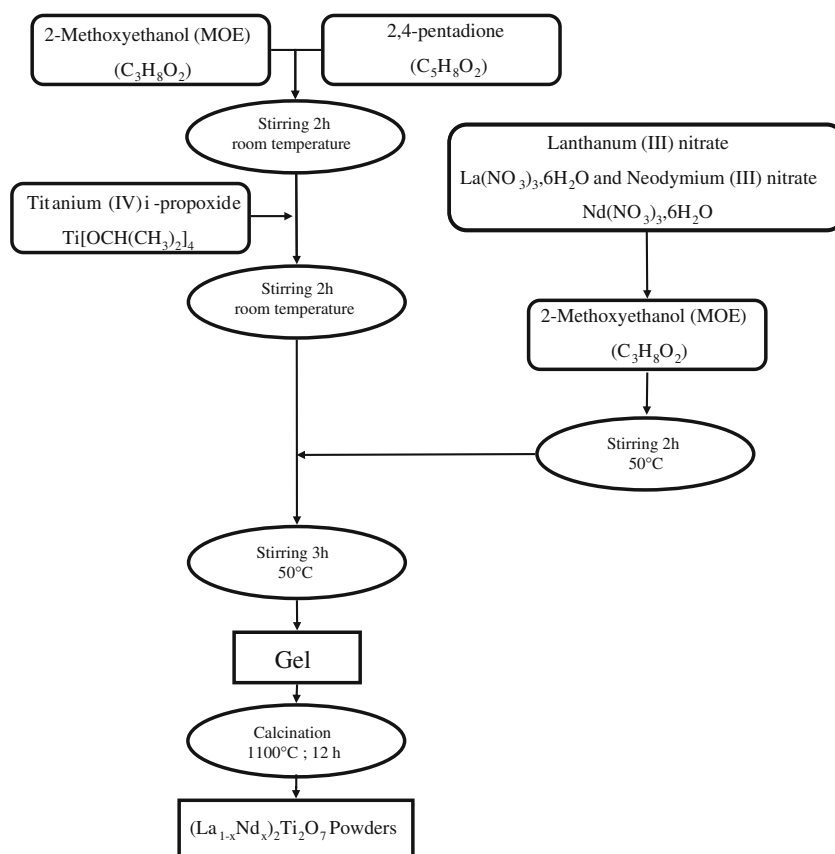 2-Methoxyethanol (MOE)
(C₃H₈O₂)
2,4-pentadione
(C₅H₈O₂)
Stirring 2h
room temperature
Lanthanum (III) nitrate
La(NO₃)₃,6H₂O and Neodymium (III) nitrate
Nd(NO₃)₃,6H₂O
Titanium (IV) i-propoxide
Ti[OCH(CH₃)₂]₄
Stirring 2h
room temperature
2-Methoxyethanol (MOE)
(C₃H₈O₂)
Stirring 2h
50°C
Stirring 3h
50°C
Gel
Calcination
1100°C ; 12 h
(La₁₋ₓNdₓ)₂Ti₂O₇ Powders